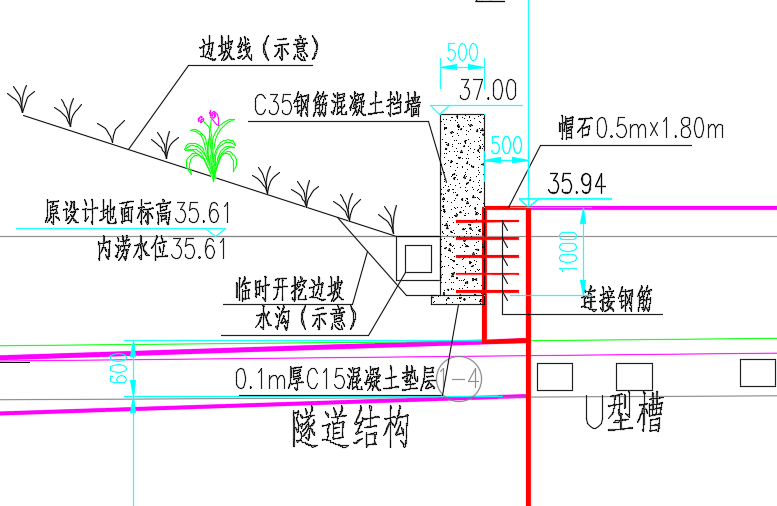 边坡线（示意）
500
37.00
C35钢筋混凝土挡墙
帽石0.5m×1.80m
500
35.94
原设计地面标高35.61
内涝水位35.61
1000
临时开挖边坡
连接钢筋
水沟（示意）
600
0.1m厚C15混凝土垫层
1-4
隧道结构
U型槽